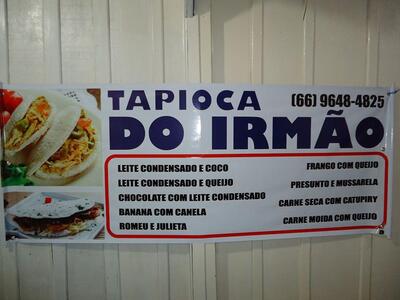 TAPIOCA
(66) 9648-4825
DO IRMÃO
LEITE CONDENSADO E COCO
LEITE CONDENSADO E QUEIJO
CHOCOLATE COM LEITE CONDENSADO
BANANA COM CANELA
ROMEU E JULIETA
FRANGO COM QUEIJO
PRESUNTO E MUSSARELA
CARNE SECA COM CATUPIRY
CARNE MOIDA COM QUEIJO